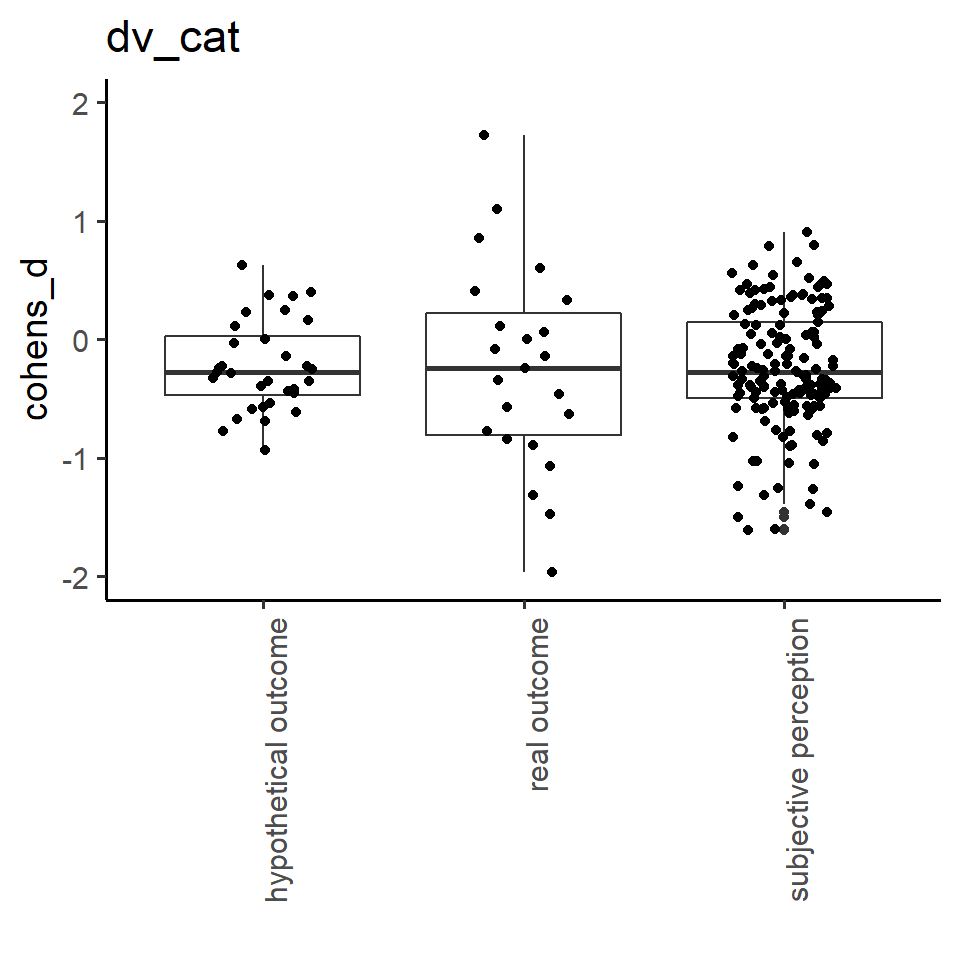 dv_cat
cohens_d
2
1
0
-1
-2
hypothetical outcome
real outcome
subjective perception